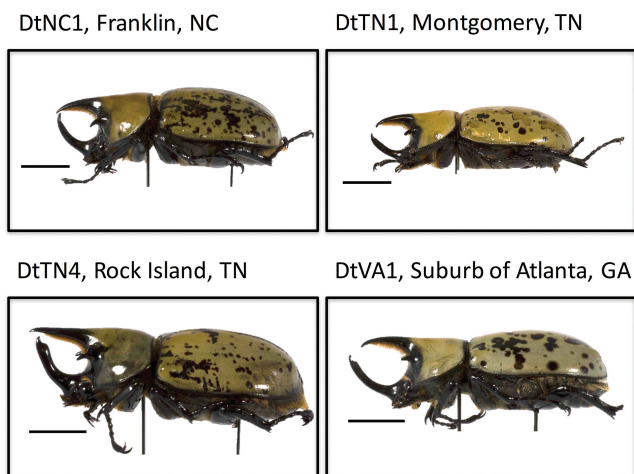 DtNC1, Franklin, NC
DtTN1, Montgomery, TN
DtTN4, Rock Island, TN
DtVA1, Suburb of Atlanta, GA